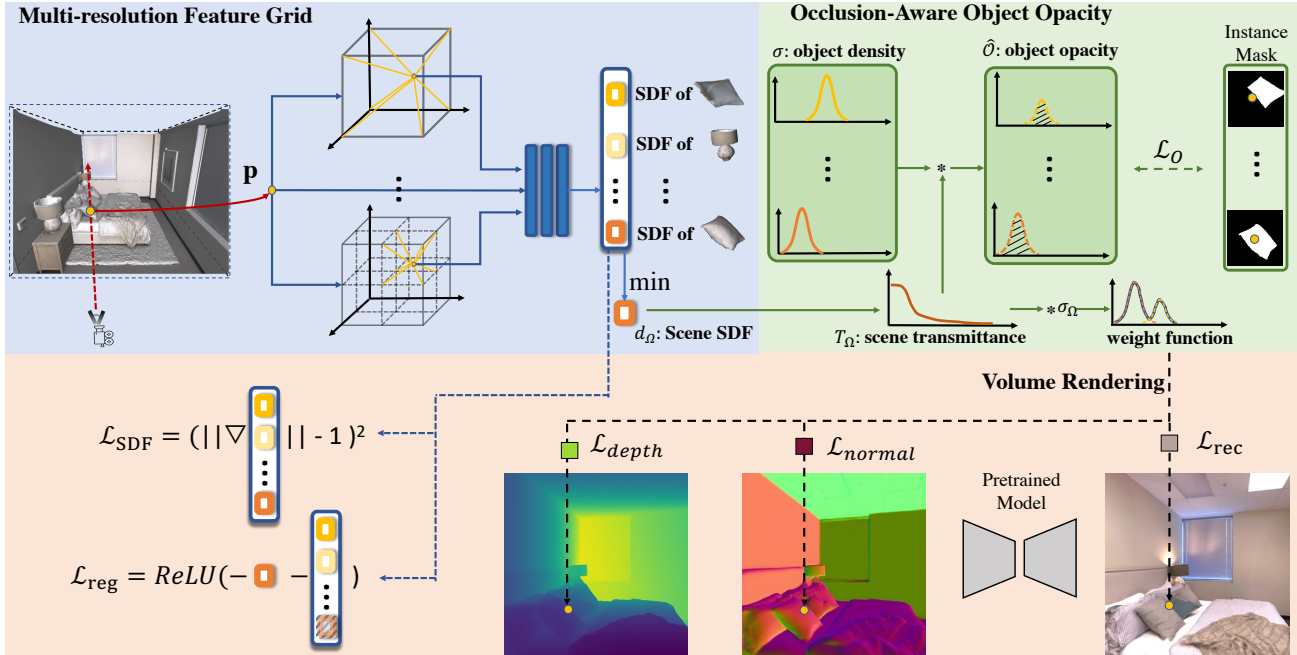 Multi-resolution Feature Grid
p
SDF of
SDF of
SDF of
min
d_Ω: Scene SDF
Occlusion-Aware Object Opacity
σ: object density
Ô: object opacity
Instance
Mask
*
ℒ_O
T_Ω: scene transmittance
* σ_Ω
weight function
Volume Rendering
ℒ_SDF = (||∇ || - 1 )²
ℒ_reg = ReLU(− − )
ℒ_depth
ℒ_normal
ℒ_rec
Pretrained
Model